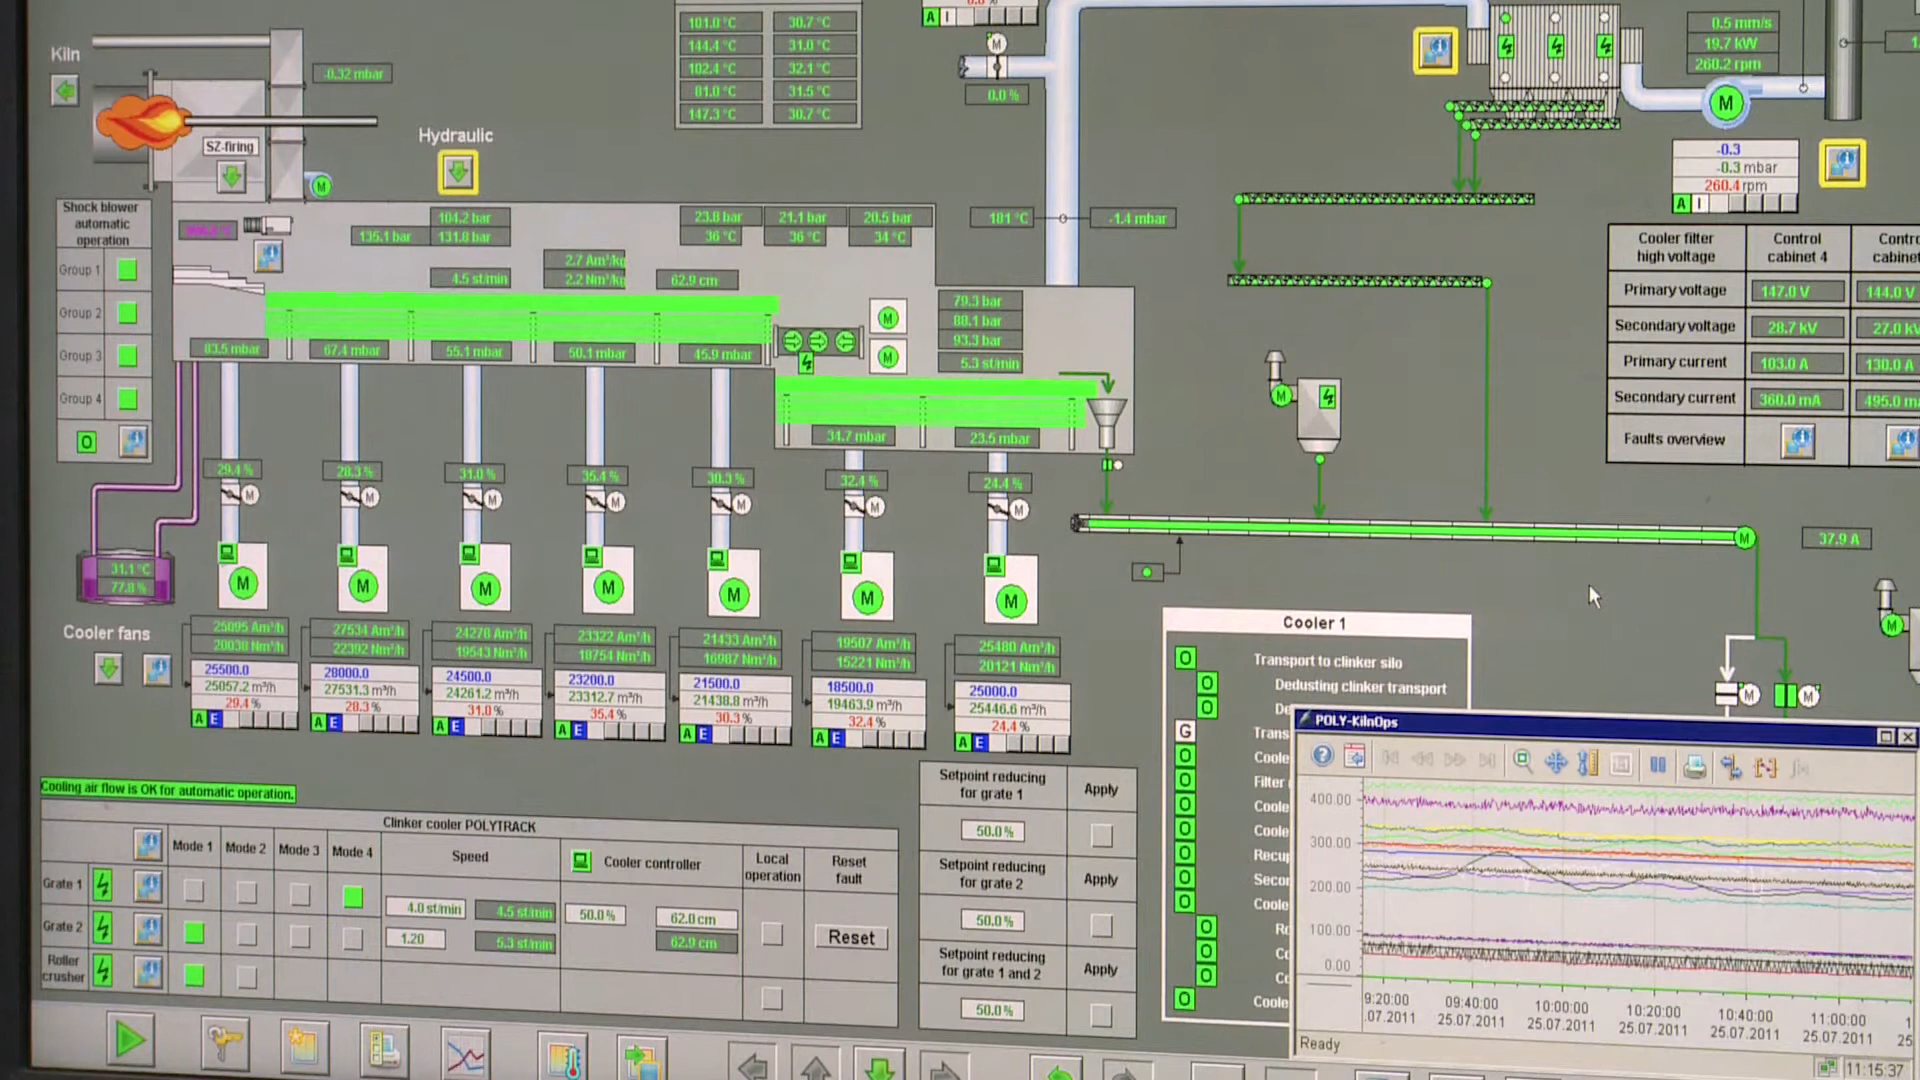 Kiln
-0.32 mbar
SZ-firing
Hydraulic
101.0 °C 30.7 °C
144.4 °C 31.0 °C
102.4 °C 32.1 °C
81.0 °C 31.5 °C
147.3 °C 30.7 °C
A I
M
0.0 %
0.5 mm/s
19.7 kW
260.2 rpm
M
-0.3
-0.3 mbar
260.4 rpm
A I
181 °C
-1.4 mbar
Shock blower
automatic
operation
Group 1
Group 2
Group 3
Group 4
O
104.2 bar
135.1 bar 131.8 bar
4.5 st/min
2.7 Am³/kg
2.2 Nm³/kg
62.9 cm
23.8 bar 21.1 bar 20.5 bar
36 °C 36 °C 34 °C
79.3 bar
88.1 bar
93.3 bar
5.3 st/min
83.5 mbar 67.4 mbar 55.1 mbar 50.1 mbar 45.9 mbar
34.7 mbar 23.5 mbar
29.4 % 28.3 % 31.0 % 35.4 % 30.3 % 32.4 % 24.4 %
M M M M M M M
31.1 °C
77.8 %
Cooler fans
25095 Am³/h 27534 Am³/h 24278 Am³/h 23322 Am³/h 21433 Am³/h 19507 Am³/h 25480 Am³/h
20038 Nm³/h 22392 Nm³/h 19543 Nm³/h 18754 Nm³/h 16987 Nm³/h 15221 Nm³/h 20121 Nm³/h
25500.0 28000.0 24500.0 23200.0 21500.0 18500.0 25000.0
25057.2 m³/h 27531.3 m³/h 24261.2 m³/h 23312.7 m³/h 21438.8 m³/h 19463.9 m³/h 25446.6 m³/h
29.4 % 28.3 % 31.0 % 35.4 % 30.3 % 32.4 % 24.4 %
A E A E A E A E A E A E A E
Cooler filter
high voltage
Control
cabinet 4
Contro
cabinet
Primary voltage 147.0 V 144.0 V
Secondary voltage 28.7 kV 27.0 k
Primary current 103.0 A 130.0 A
Secondary current 360.0 mA 495.0 m
Faults overview
37.9 A
Cooling air flow is OK for automatic operation.
Clinker cooler POLYTRACK
Mode 1 Mode 2 Mode 3 Mode 4
Speed
Cooler controller
Local
operation
Reset
fault
Grate 1
4.0 st/min 4.5 st/min 50.0 % 62.0 cm
Grate 2
1.20 5.3 st/min 62.9 cm
Reset
Roller
crusher
Setpoint reducing
for grate 1
Apply
50.0 %
Setpoint reducing
for grate 2
Apply
50.0 %
Setpoint reducing
for grate 1 and 2
Apply
50.0 %
Cooler 1
O Transport to clinker silo
O Dedusting clinker transport
O De
G Trans
O Coole
O Filter
O Coole
O Coole
O Recup
O Secon
O Coole
O Ro
O Co
O Co
O Coole
POLY-KilnOps
400.00
300.00
200.00
100.00
0.00
9:20:00 09:40:00 10:00:00 10:20:00 10:40:00 11:00:00
.07.2011 25.07.2011 25.07.2011 25.07.2011 25.07.2011 25.07.2011 25
Ready
11:15:37